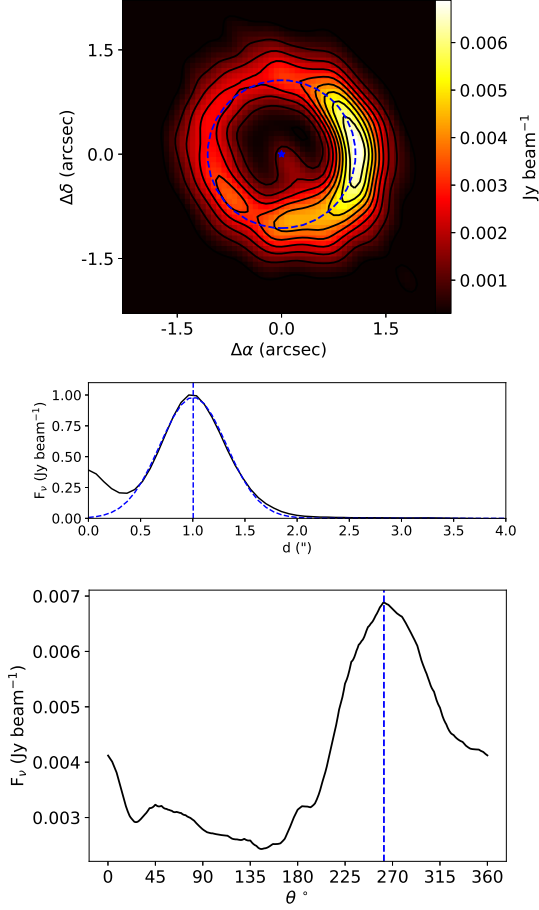 1.5
0.0
-1.5
Δδ (arcsec)
-1.5 0.0 1.5
Δα (arcsec)
0.006
0.005
0.004
0.003
0.002
0.001
Jy beam⁻¹
1.00
0.75
0.50
0.25
0.00
Fᵥ (Jy beam⁻¹)
0.0 0.5 1.0 1.5 2.0 2.5 3.0 3.5 4.0
d (")
0.007
0.006
0.005
0.004
0.003
Fᵥ (Jy beam⁻¹)
0 45 90 135 180 225 270 315 360
θ °